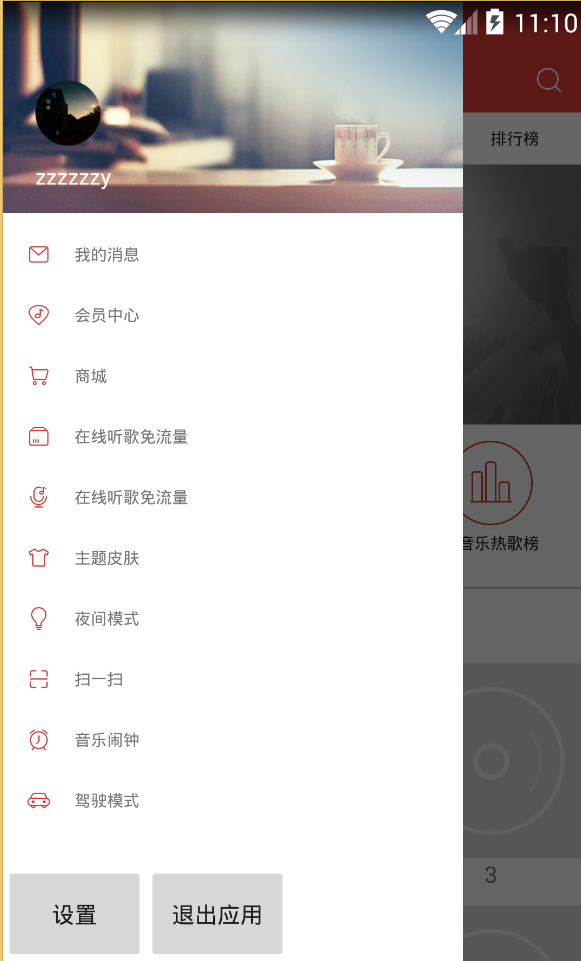 11:10
排行榜
zzzzzzy
我的消息
会员中心
商城
在线听歌免流量
在线听歌免流量
音乐热歌榜
主题皮肤
夜间模式
扫一扫
音乐闹钟
驾驶模式
3
设置
退出应用